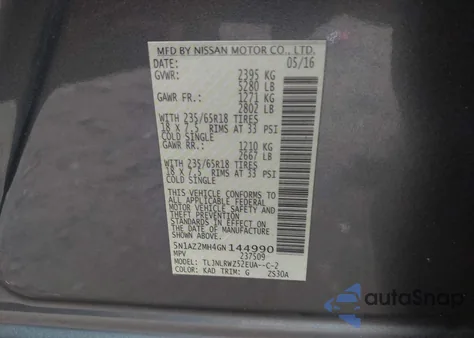 MFD BY NISSAN MOTOR CO., LTD.
DATE: 05/16
GVWR: 2395 KG
5280 LB
GAWR FR.: 1271 KG
2802 LB
WITH 235/65R18 TIRES
18 X 7.5 RIMS AT 33 PSI
COLD SINGLE
GAWR RR.: 1210 KG
2667 LB
WITH 235/65R18 TIRES
18 X 7.5 RIMS AT 33 PSI
COLD SINGLE
THIS VEHICLE CONFORMS TO
ALL APPLICABLE FEDERAL
MOTOR VEHICLE SAFETY AND
THEFT PREVENTION STANDARDS
IN EFFECT ON THE DATE OF
MANUFACTURE SHOWN ABOVE.
5N1AZ2MH4GN144990
MPV 237509
MODEL: TLJNLRWZ52EUA--C-2
COLOR: KAD TRIM: G ZS30A
autoSnap